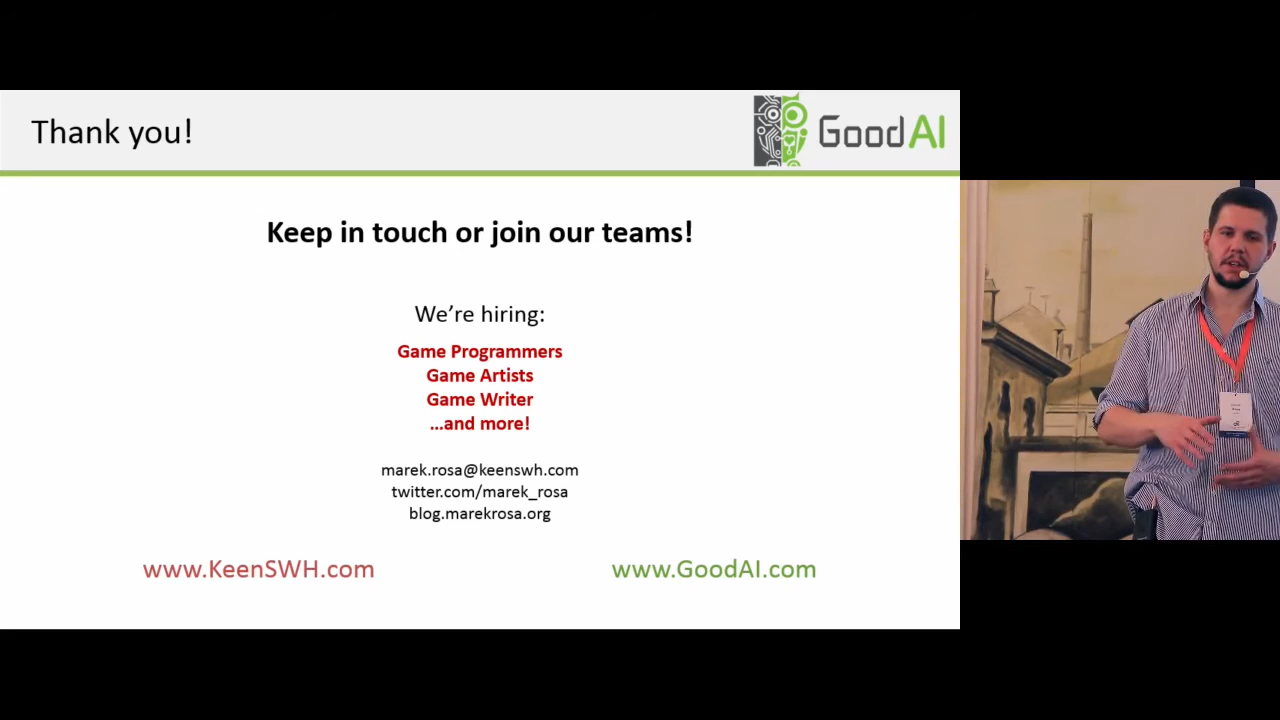 Thank you!
GoodAI
Keep in touch or join our teams!
We’re hiring:
Game Programmers
Game Artists
Game Writer
…and more!
marek.rosa@keenswh.com
twitter.com/marek_rosa
blog.marekrosa.org
www.KeenSWH.com
www.GoodAI.com